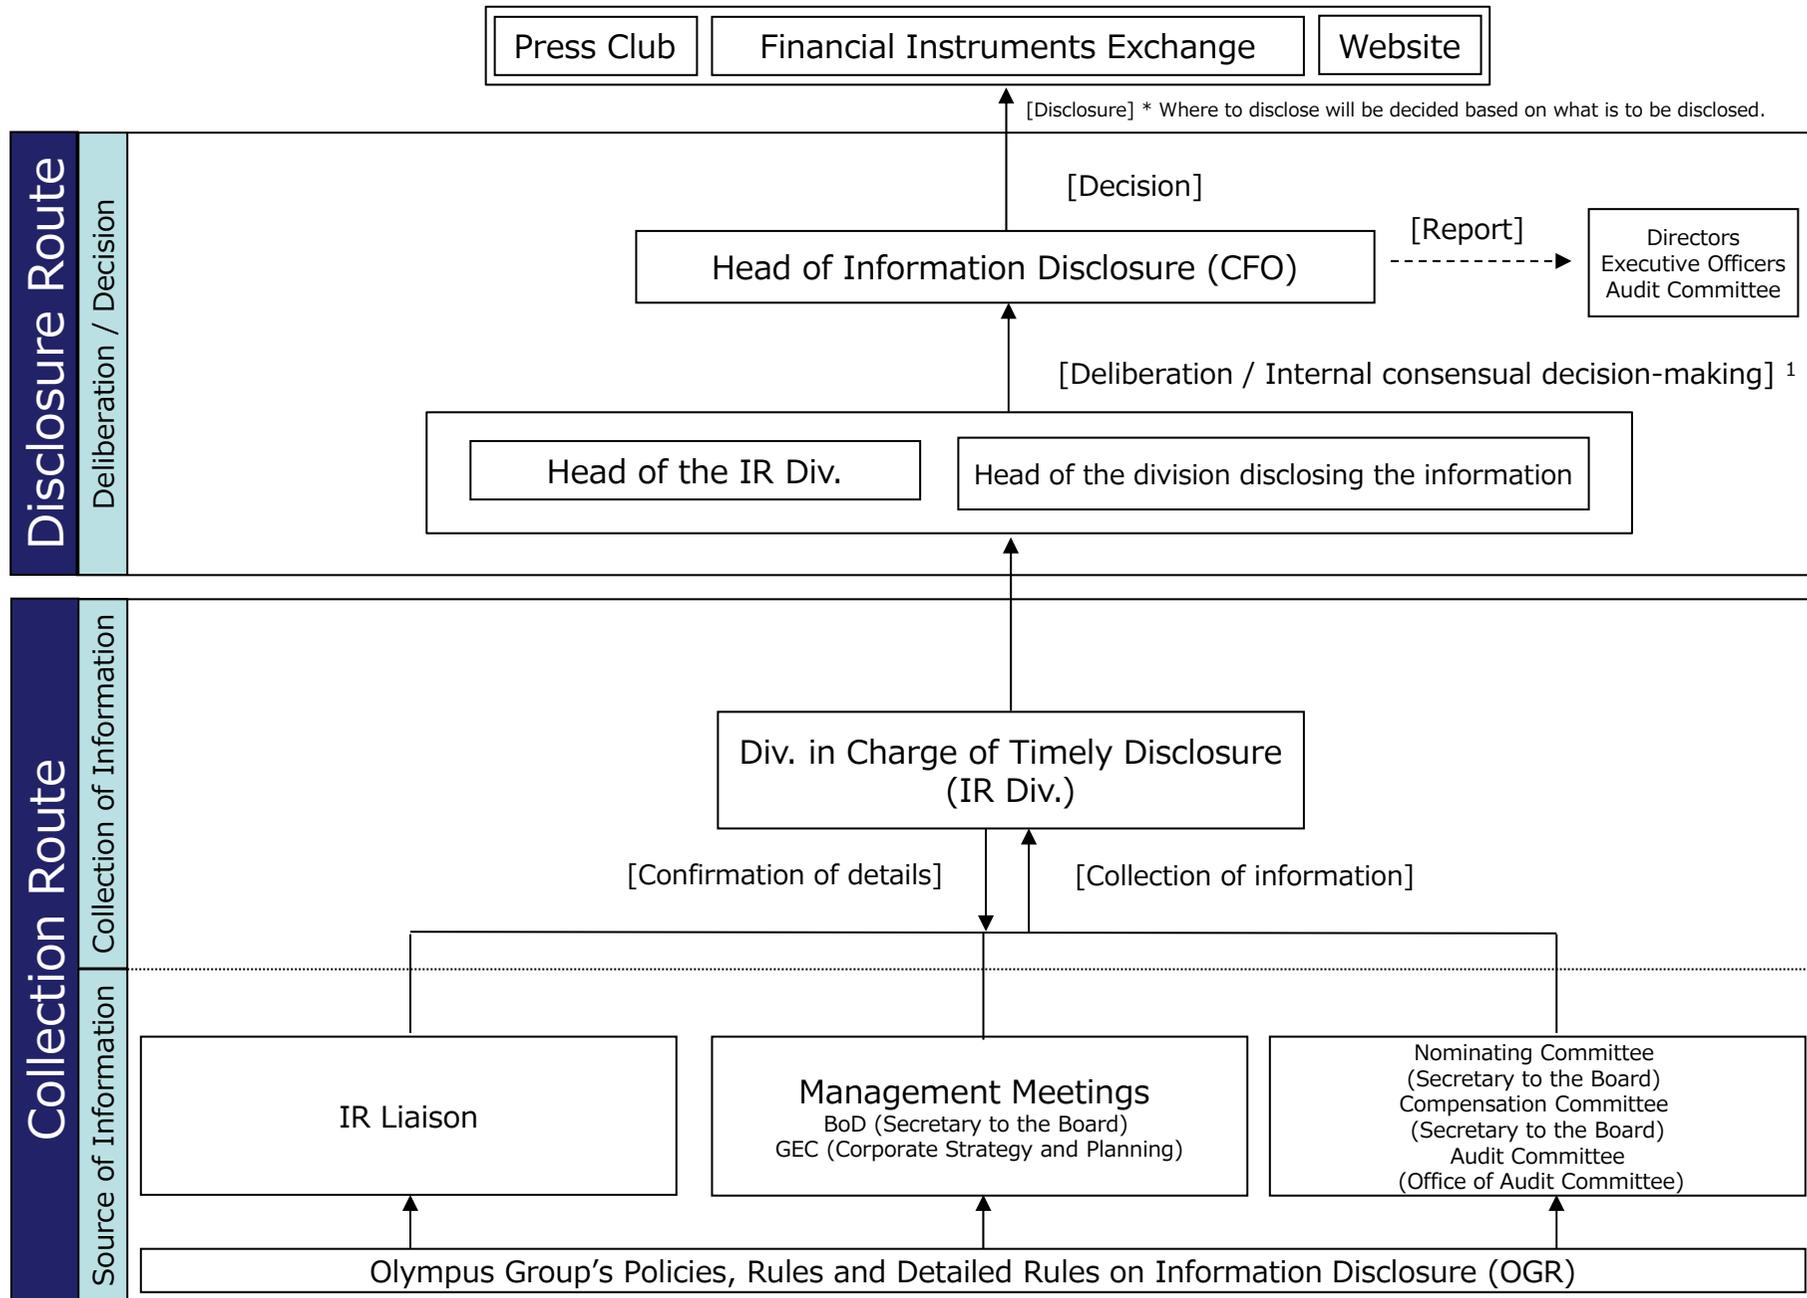 Press Club
Financial Instruments Exchange
Website
[Disclosure] * Where to disclose will be decided based on what is to be disclosed.
Disclosure Route
Deliberation / Decision
[Decision]
Head of Information Disclosure (CFO)
[Report]
Directors
Executive Officers
Audit Committee
[Deliberation / Internal consensual decision-making] 1
Head of the IR Div.
Head of the division disclosing the information
Collection Route
Collection of Information
Div. in Charge of Timely Disclosure
(IR Div.)
[Confirmation of details]
[Collection of information]
Source of Information
IR Liaison
Management Meetings
BoD (Secretary to the Board)
GEC (Corporate Strategy and Planning)
Nominating Committee
(Secretary to the Board)
Compensation Committee
(Secretary to the Board)
Audit Committee
(Office of Audit Committee)
Olympus Group's Policies, Rules and Detailed Rules on Information Disclosure (OGR)